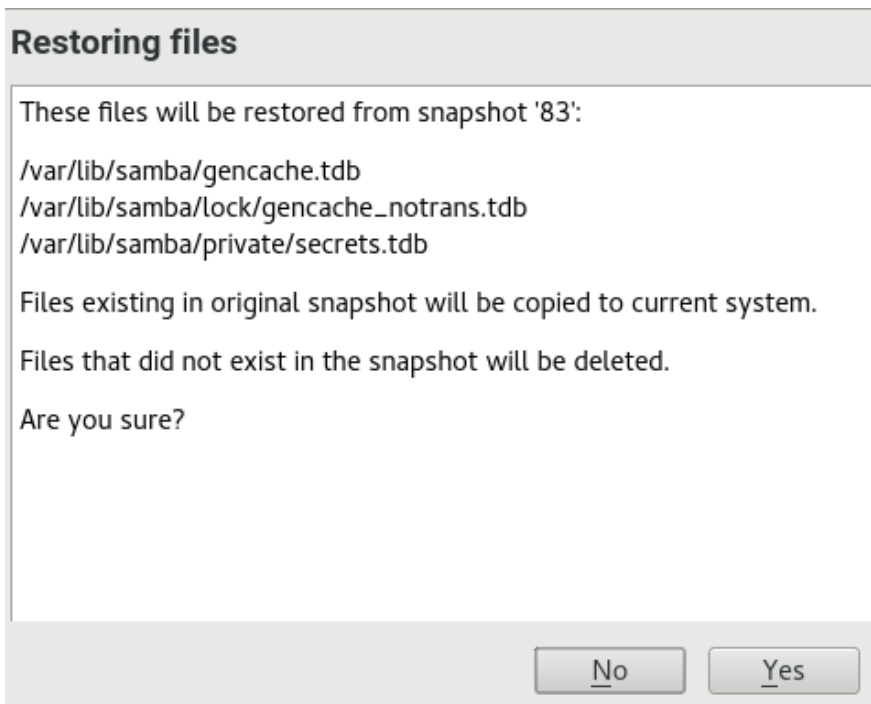 Restoring files
These files will be restored from snapshot '83':
/var/lib/samba/gencache.tdb
/var/lib/samba/lock/gencache_notrans.tdb
/var/lib/samba/private/secrets.tdb
Files existing in original snapshot will be copied to current system.
Files that did not exist in the snapshot will be deleted.
Are you sure?
No
Yes